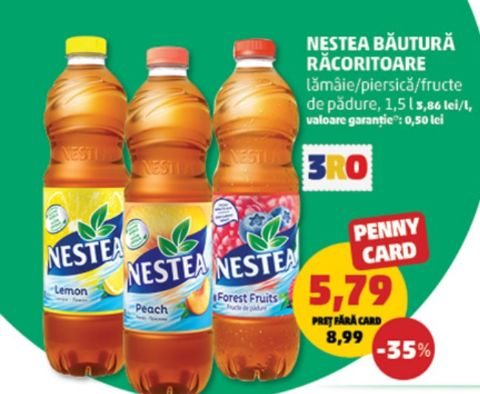 NESTEA BĂUTURĂ
RĂCORITOARE
lămâie/piersică/fructe
de pădure, 1,5 l 3,86 lei/l,
valoare garanție*: 0,50 lei
3RO
PENNY
CARD
5,79
PREȚ FĂRĂ CARD
8,99
-35%
NESTEA
Lemon
NESTEA
Peach
NESTEA
Forest Fruits
Fructe de pădure